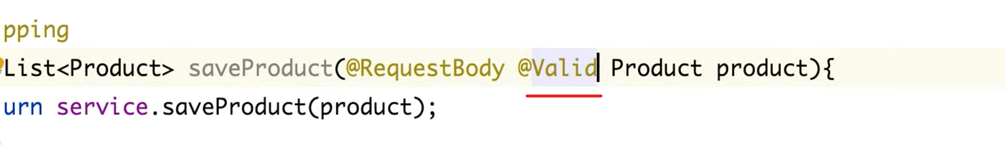 pping
List<Product> saveProduct(@RequestBody @Valid Product product){
urn service.saveProduct(product);